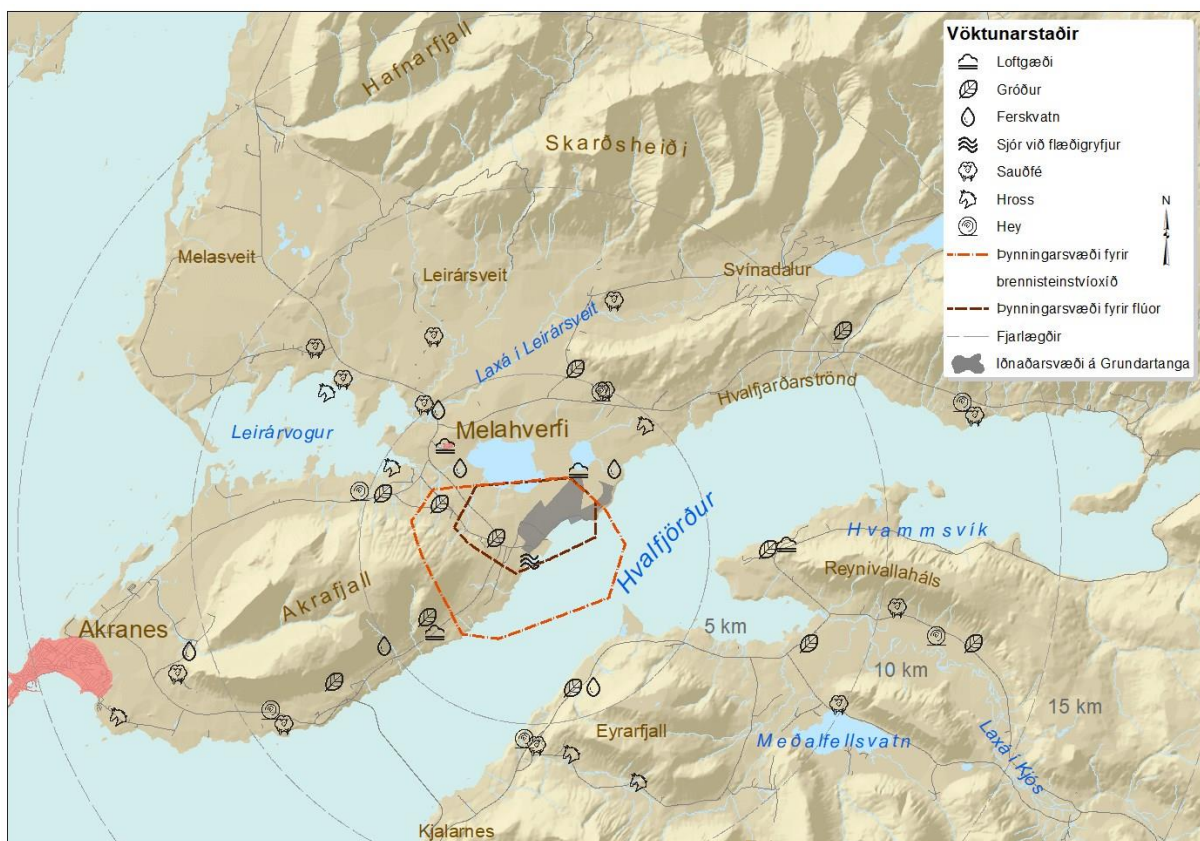 Vöktunarstaðir
Loftgæði
Gróður
Ferskvatn
Sjór við flæðigryfjur
Sauðfé
Hross
Hey
N
Þynningarsvæði fyrir
brennisteinstvíoxíð
Þynningarsvæði fyrir flúor
Fjarlægðir
Iðnaðarsvæði á Grundartanga
Hafnarfjall
Skarðsheiði
Melasveit
Leirársveit
Svínadalur
Laxá í Leirársveit
Hvalfjarðarströnd
Leirárvogur
Melahverfi
Hvalfjörður
Hvammsvík
Reynivallaháls
Akrafjall
Akranes
5 km
10 km
15 km
Eyrarfjall
Meðalfellsvatn
Laxá í Kjós
Kjalarnes